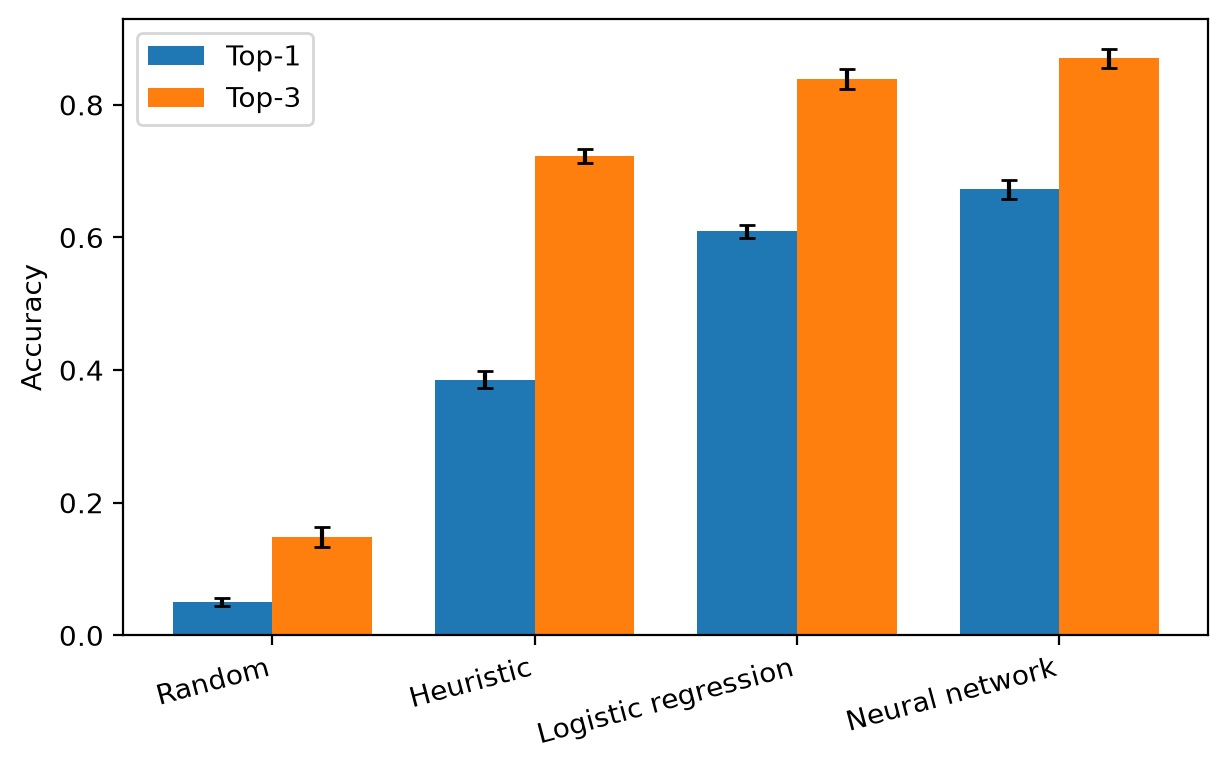 Top-1
Top-3
Accuracy
0.8
0.6
0.4
0.2
0.0
Random
Heuristic
Logistic regression
Neural network